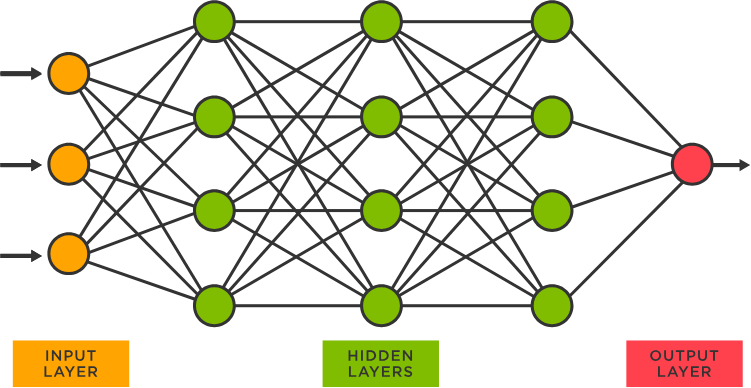 INPUT
LAYER
HIDDEN
LAYERS
OUTPUT
LAYER